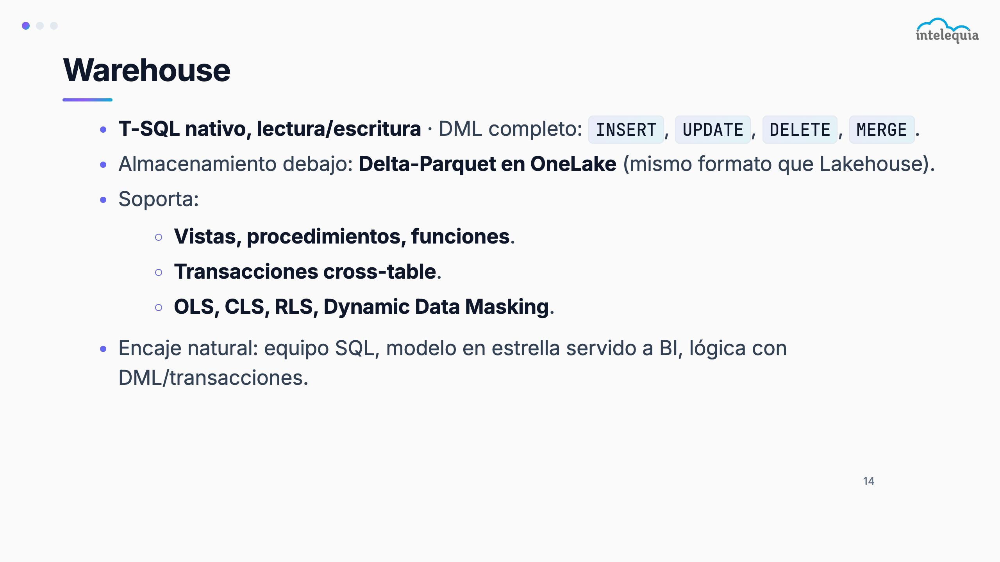 intelequia
Warehouse
• T-SQL nativo, lectura/escritura · DML completo: INSERT, UPDATE, DELETE, MERGE.
• Almacenamiento debajo: Delta-Parquet en OneLake (mismo formato que Lakehouse).
• Soporta:
○ Vistas, procedimientos, funciones.
○ Transacciones cross-table.
○ OLS, CLS, RLS, Dynamic Data Masking.
• Encaje natural: equipo SQL, modelo en estrella servido a BI, lógica con
DML/transacciones.
14